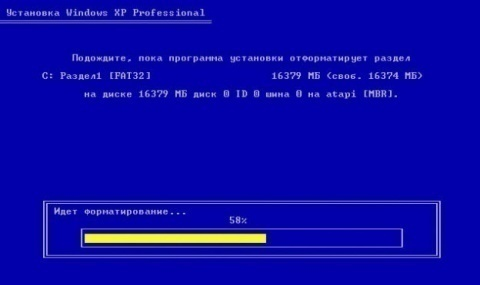 Установка Windows XP Professional
Подождите, пока программа установки отформатирует раздел
C: Раздел1 [FAT32] 16379 МБ (своб. 16374 МБ)
на диске 16379 МБ диск 0 ID 0 шина 0 на atapi [MBR].
Идет форматирование...
58%